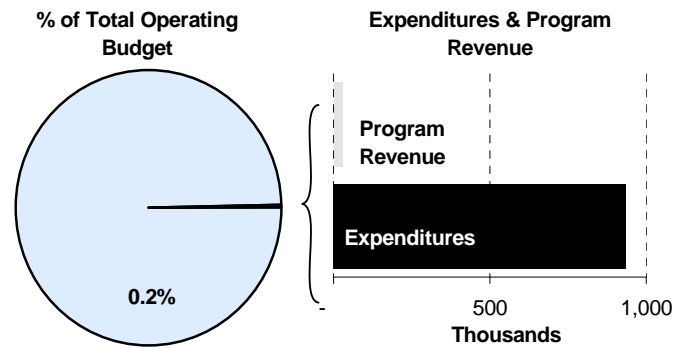 % of Total Operating
Budget
0.2%
Expenditures & Program
Revenue
Program
Revenue
Expenditures
- 500 1,000
Thousands